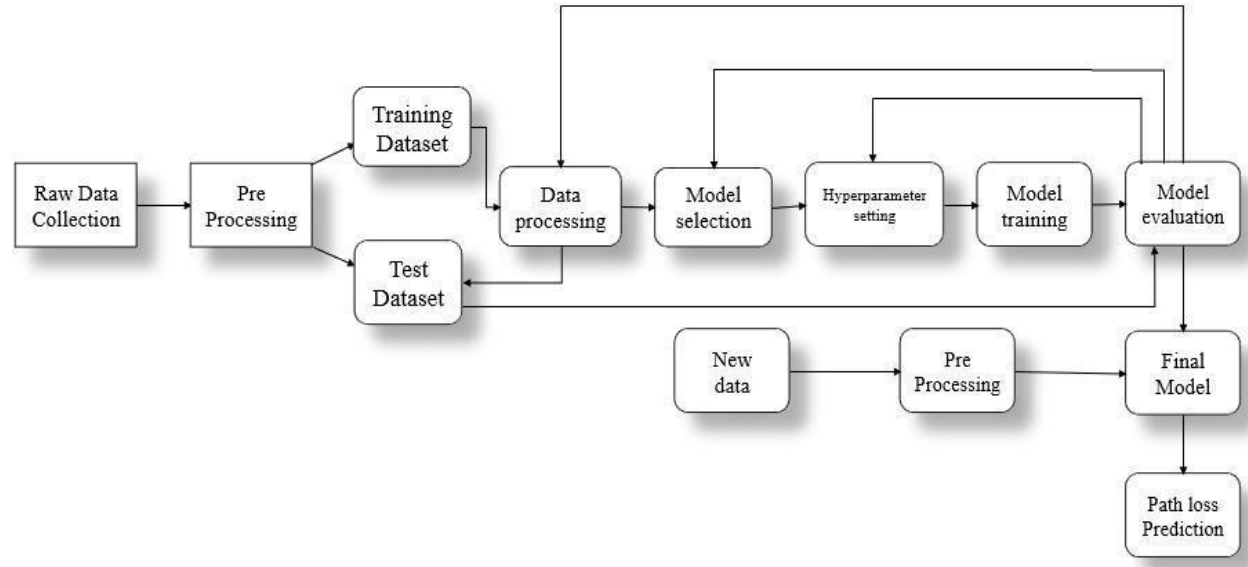 Training
Dataset
Raw Data
Collection
Pre
Processing
Data
processing
Model
selection
Hyperparameter
setting
Model
training
Model
evaluation
Test
Dataset
New
data
Pre
Processing
Final
Model
Path loss
Prediction